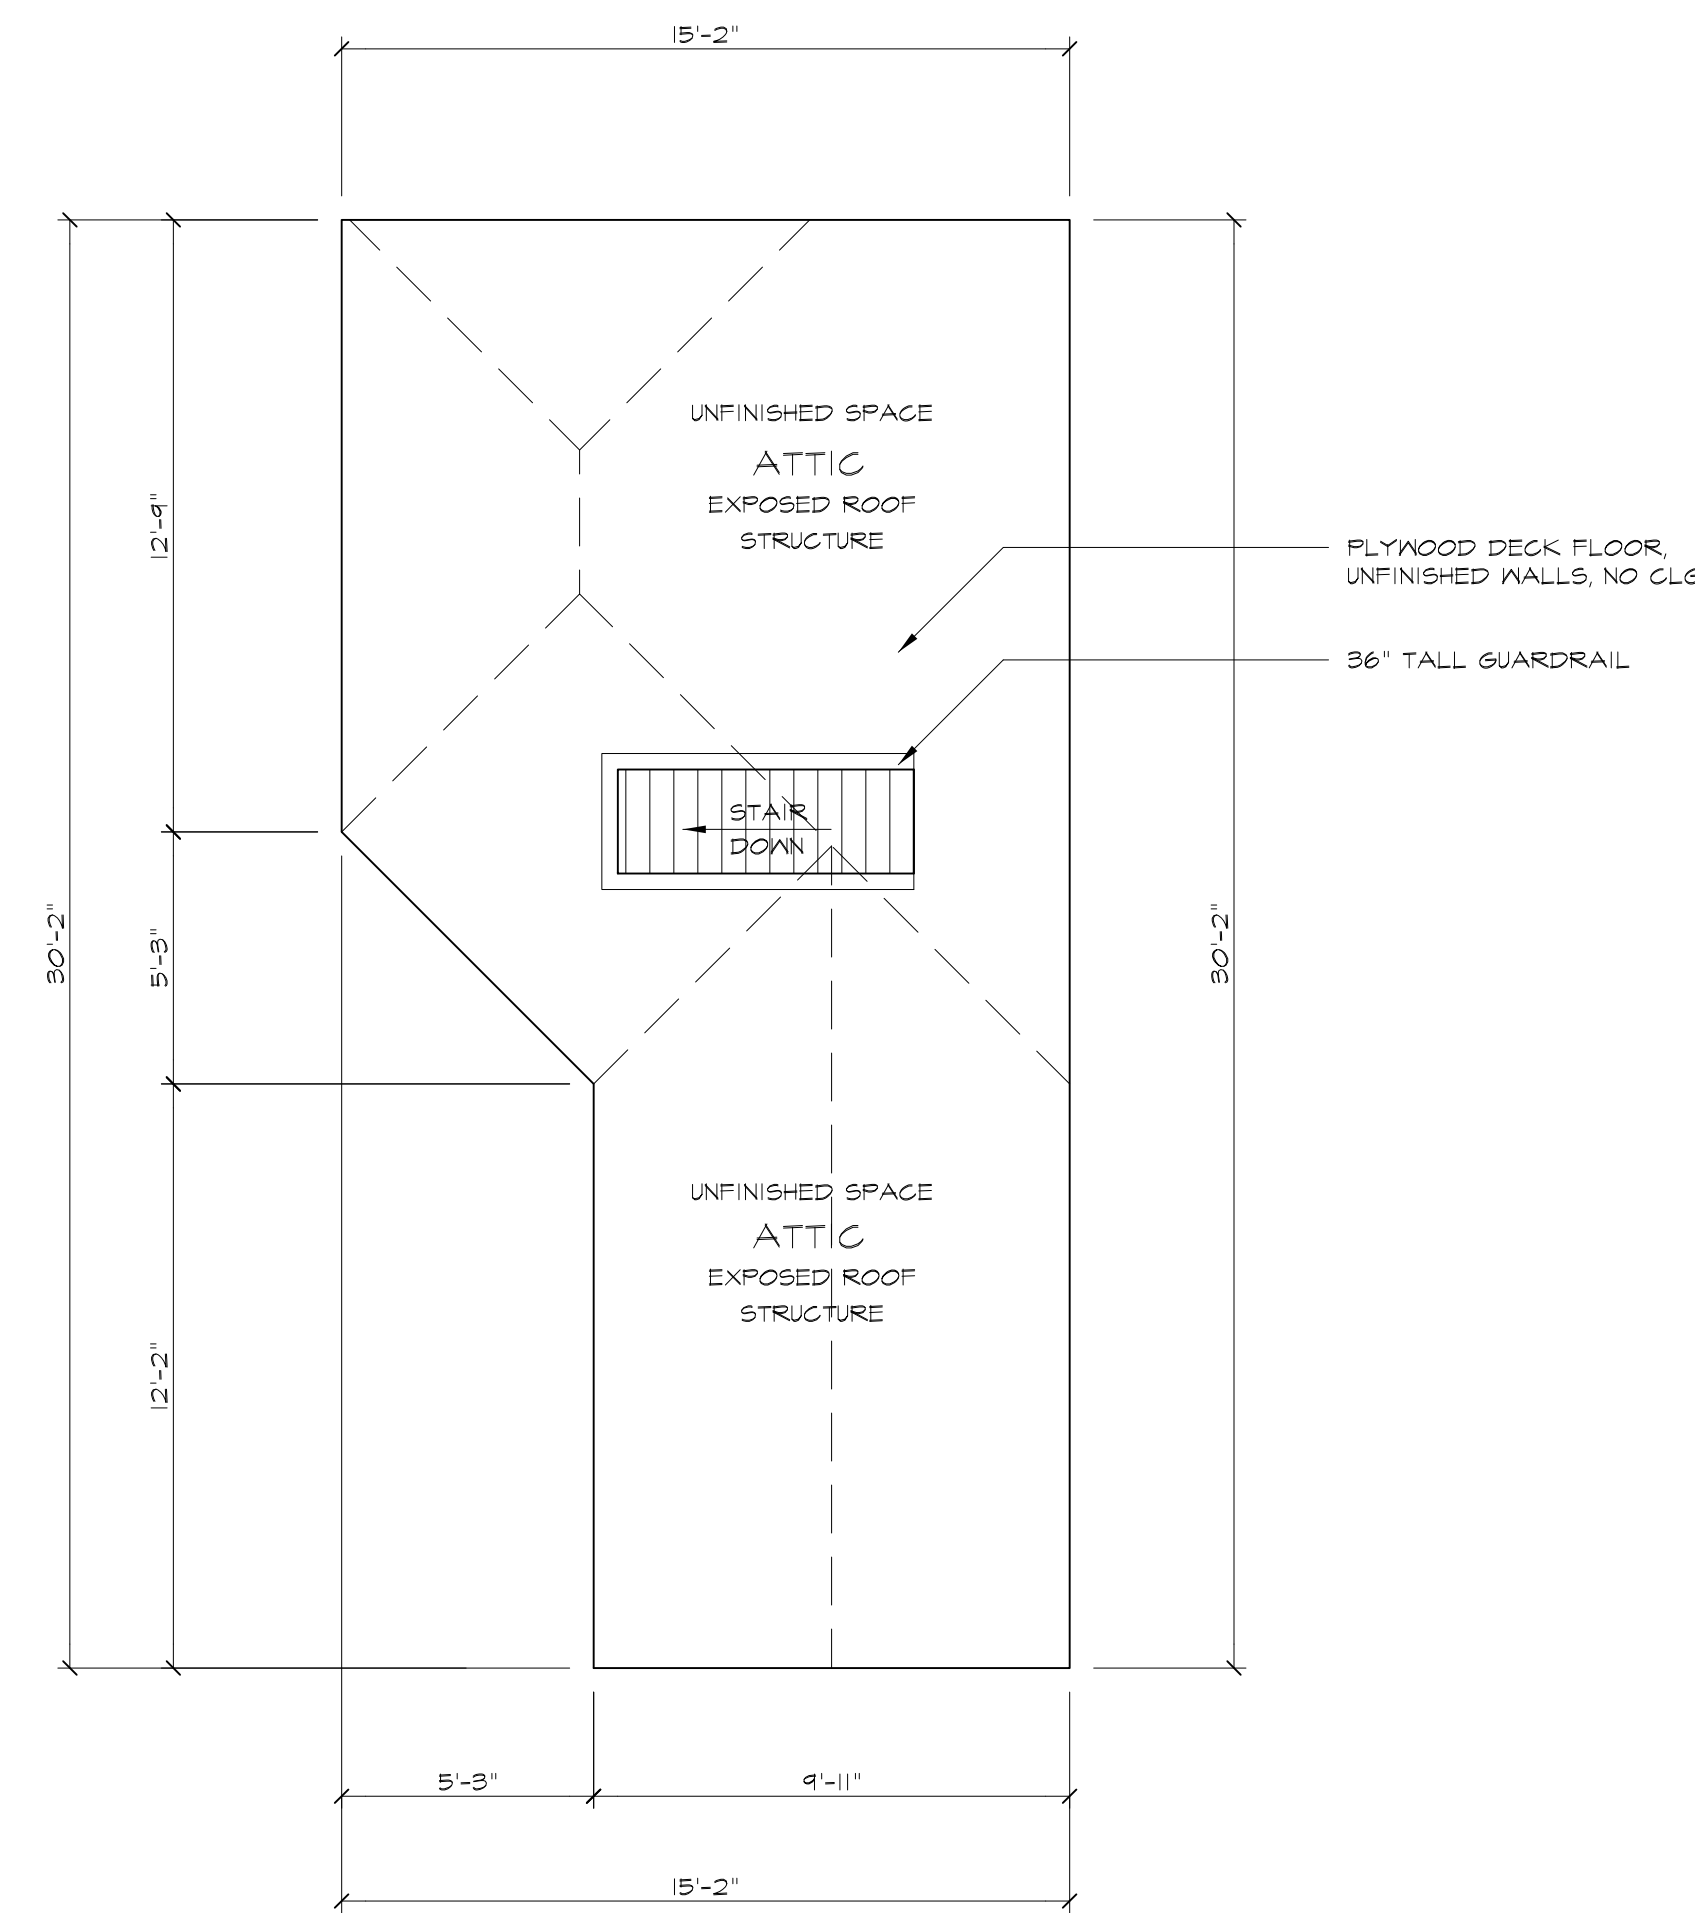 15'-2"
UNFINISHED SPACE
ATTIC
EXPOSED ROOF
STRUCTURE
12'-9"
PLYWOOD DECK FLOOR,
UNFINISHED WALLS, NO CLG
36" TALL GUARDRAIL
STAIR
DOWN
30'-2"
5'-3"
30'-2"
UNFINISHED SPACE
ATTIC
EXPOSED ROOF
STRUCTURE
12'-2"
5'-3"
9'-11"
15'-2"